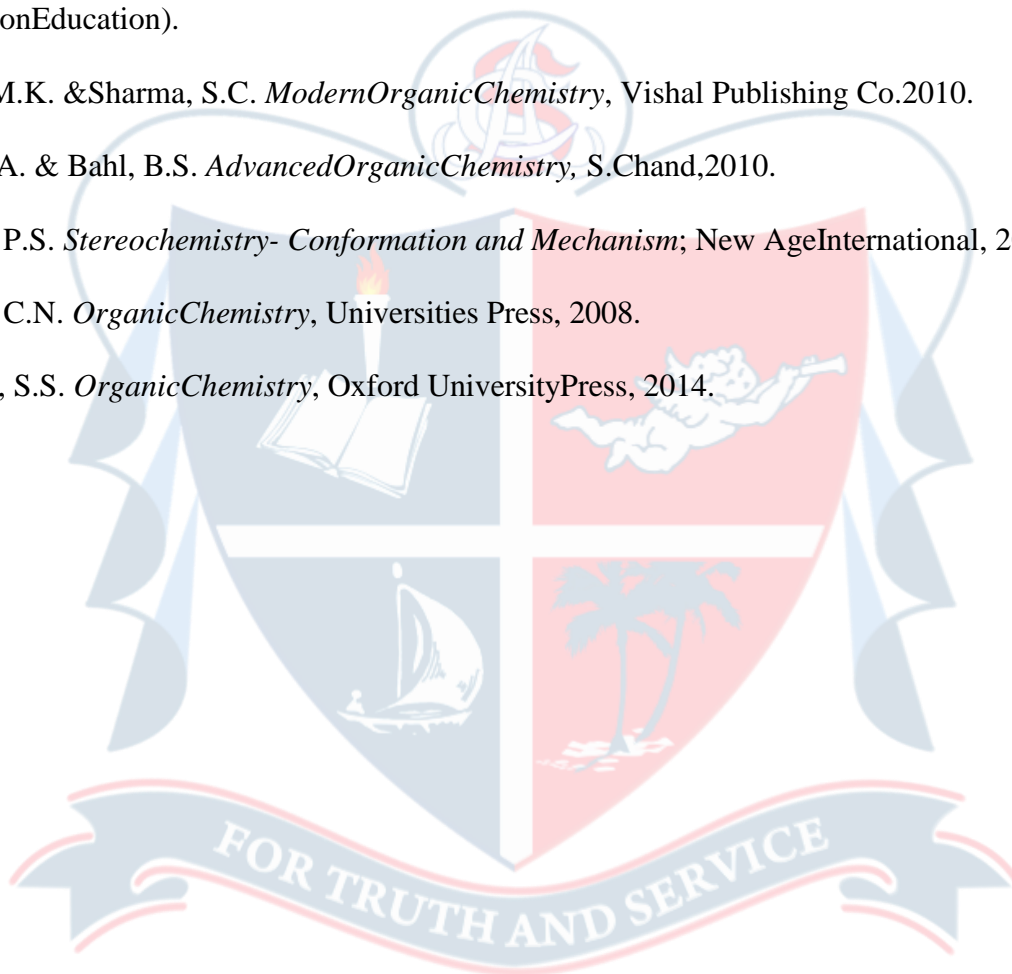 onEducation).
M.K. &Sharma, S.C. ModernOrganicChemistry, Vishal Publishing Co.2010.
A. & Bahl, B.S. AdvancedOrganicChemistry, S.Chand,2010.
P.S. Stereochemistry- Conformation and Mechanism; New AgeInternational, 2
C.N. OrganicChemistry, Universities Press, 2008.
, S.S. OrganicChemistry, Oxford UniversityPress, 2014.
FOR TRUTH AND SERVICE